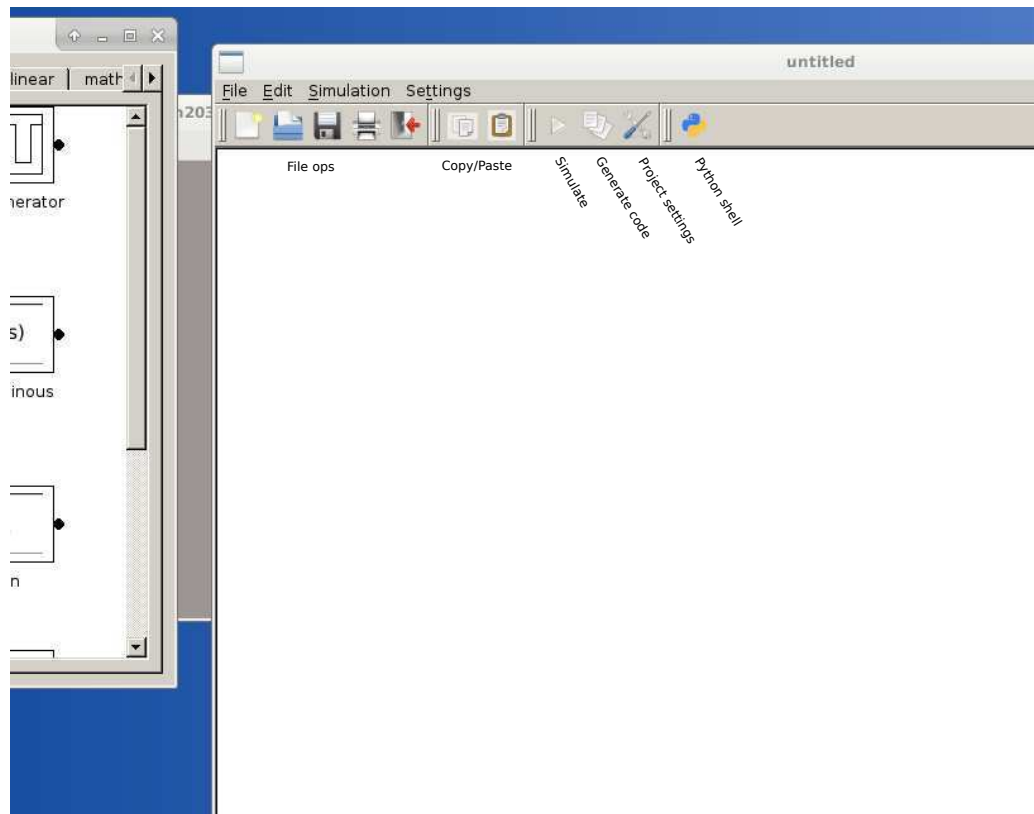 untitled
linear
math
File Edit Simulation Settings
File ops
Copy/Paste
Simulate
Generate code
Project settings
Python shell
nerator
s)
inous
n